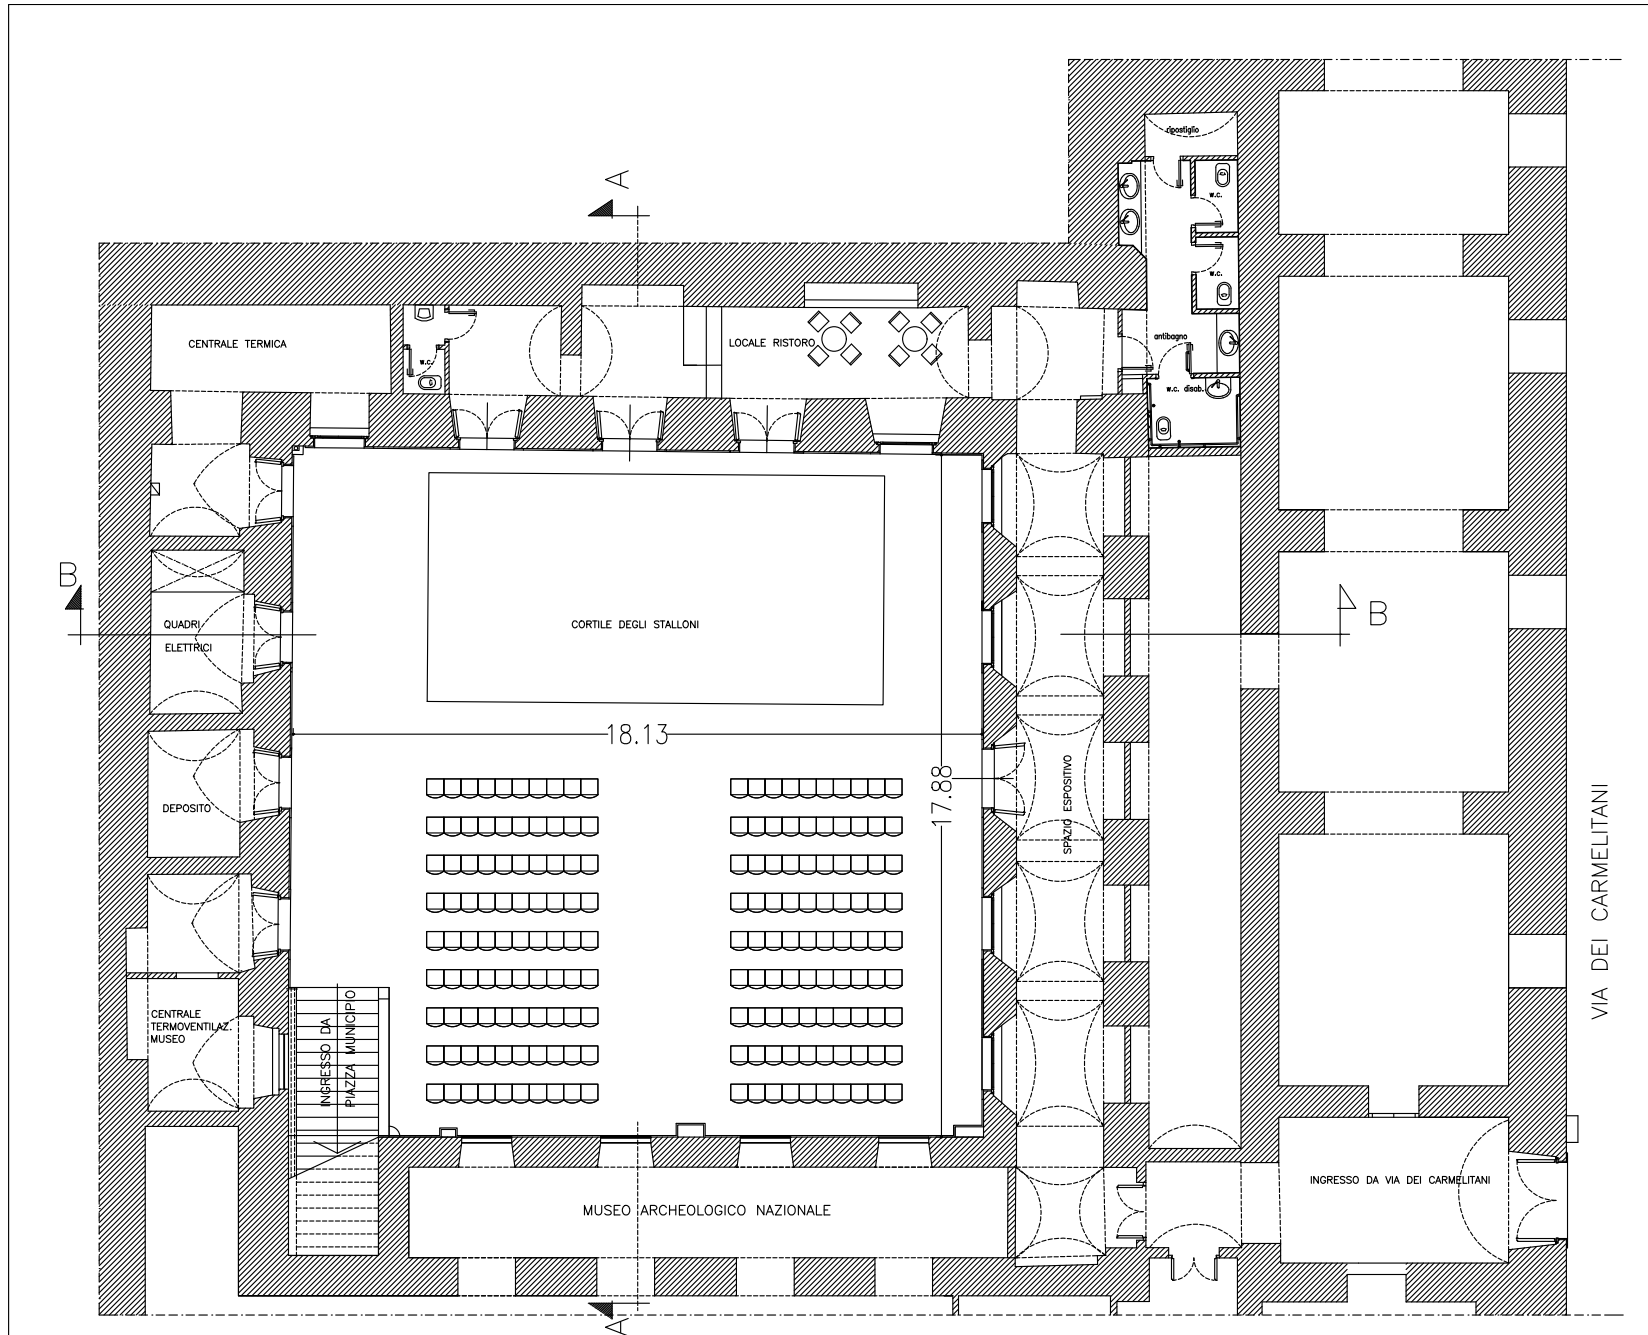 ripostiglio
w.c.
A
w.c.
antibagno
CENTRALE TERMICA
LOCALE RISTORO
w.c.
w.c. disab.
B
B
QUADRI
ELETTRICI
CORTILE DEGLI STALLONI
18.13
17.88
SPAZIO ESPOSITIVO
DEPOSITO
VIA DEI CARMELITANI
CENTRALE
TERMOVENTILAZ.
MUSEO
INGRESSO DA
PIAZZA MUNICIPIO
INGRESSO DA VIA DEI CARMELITANI
MUSEO ARCHEOLOGICO NAZIONALE
A